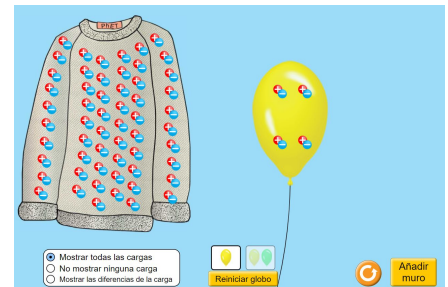 PhET
Mostrar todas las cargas
No mostrar ninguna carga
Mostrar las diferencias de la carga
Reiniciar globo
Añadir
muro